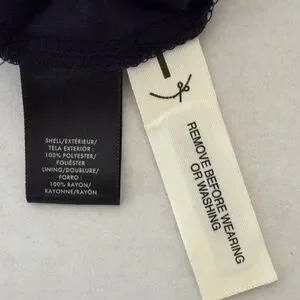 SHELL/EXTÉRIEUR/
TELA EXTERIOR :
100% POLYESTER/
POLIÉSTER
LINING/DOUBLURE/
FORRO :
100% RAYON/
RAYONNE/RAYÓN
REMOVE BEFORE WEARING
OR WASHING